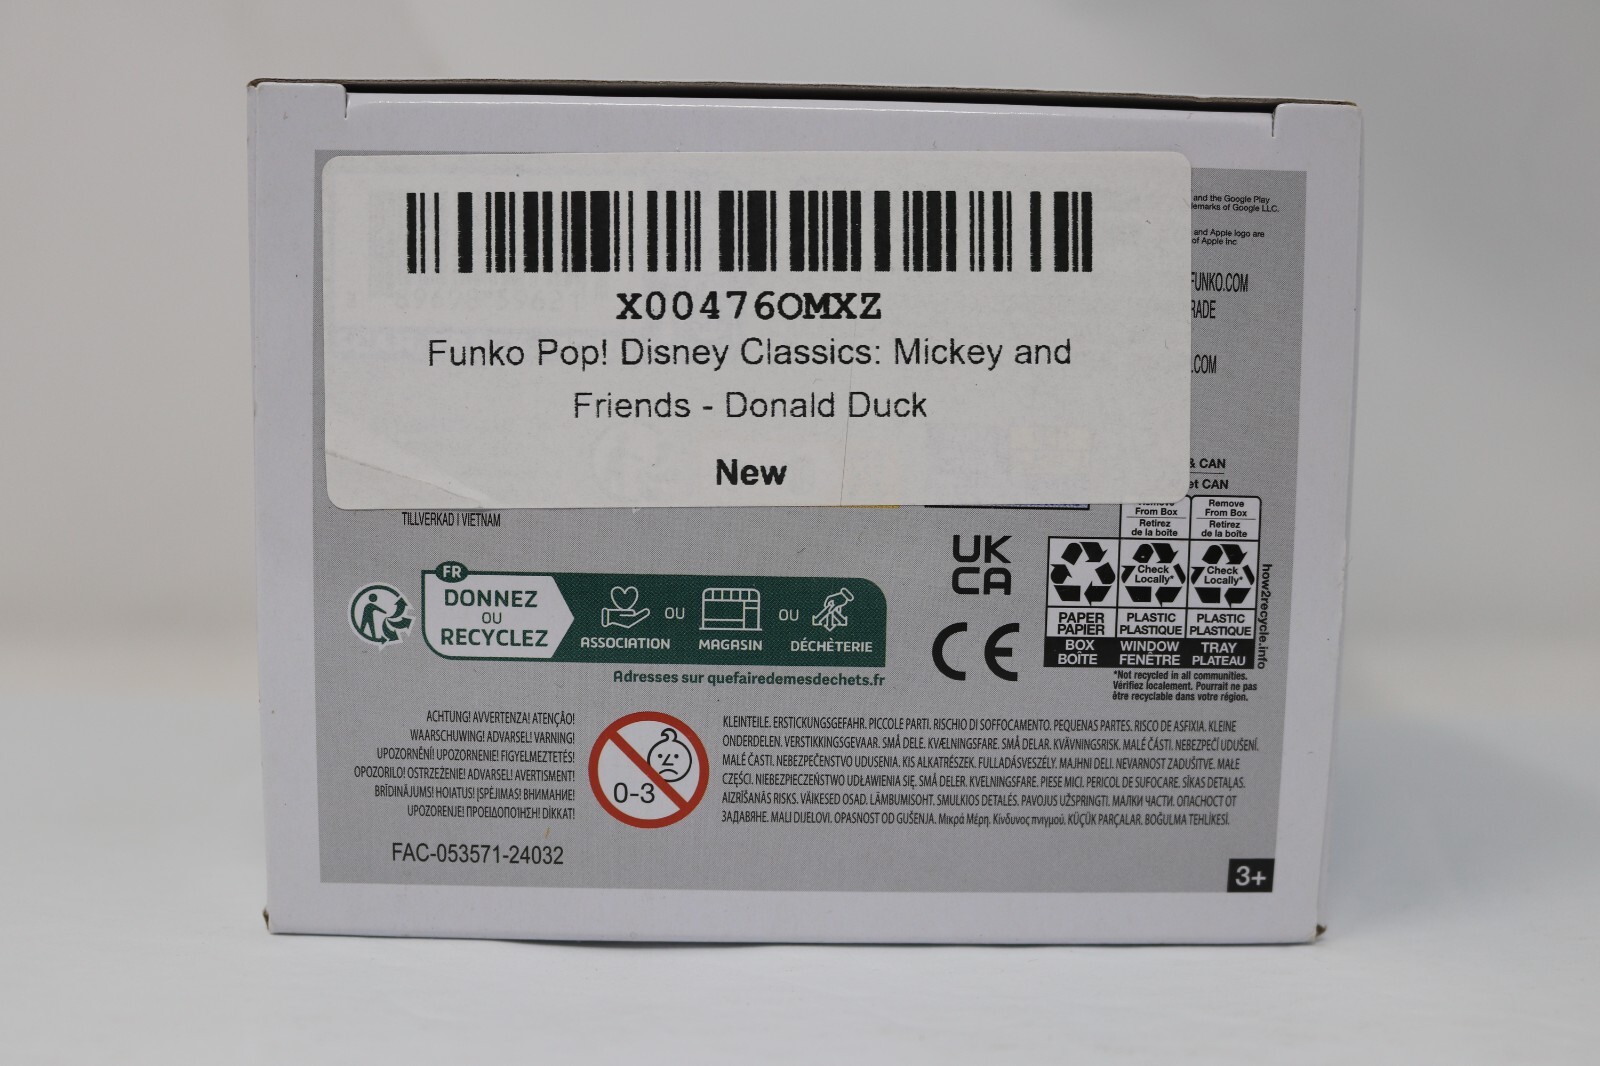 and the Google Play
of Google LLC.
and Apple logo are
of Apple Inc
X004760MXZ
Funko Pop! Disney Classics: Mickey and
Friends - Donald Duck
New
FUNKO.COM
.COM
& CAN
et CAN
TILLVERKAD I VIETNAM
From Box
Retirez
de la boîte
Remove
From Box
Retirez
de la boîte
Check
Locally*
Check
Locally*
PAPER
PAPIER
PLASTIC
PLASTIQUE
PLASTIC
PLASTIQUE
BOX
BOÎTE
WINDOW
FENÊTRE
TRAY
PLATEAU
how2recycle.info
*Not recycled in all communities.
Vérifiez localement. Pourrait ne pas
être recyclable dans votre région.
UK
CA
CE
FR
DONNEZ
OU
RECYCLEZ
ASSOCIATION
OU
MAGASIN
OU
DÉCHÈTERIE
Adresses sur quefairedemesdechets.fr
ACHTUNG! AVVERTENZA! ATENÇÃO!
WAARSCHUWING! ADVARSEL! VARNING!
UPOZORNĚNÍ! UPOZORNENIE! FIGYELMEZTETÉS!
OPOZORILO! OSTRZEŻENIE! ADVARSEL! AVERTISMENT!
BRĪDINĀJUMS! HOIATUS! ĮSPĖJIMAS! ВНИМАНИЕ!
UPOZORENJE! ΠΡΟΕΙΔΟΠΟΙΗΣΗ! DİKKAT!
0-3
KLEINTEILE. ERSTICKUNGSGEFAHR. PICCOLE PARTI. RISCHIO DI SOFFOCAMENTO. PEQUENAS PARTES. RISCO DE ASFIXIA. KLEINE
ONDERDELEN. VERSTIKKINGSGEVAAR. SMÅ DELE. KVÆLNINGSFARE. SMÅ DELAR. KVÄVNINGSRISK. MALÉ ČÁSTI. NEBEZPEČÍ UDUŠENÍ.
MALÉ ČASTI. NEBEZPEČENSTVO UDUSENIA. KIS ALKATRÉSZEK. FULLADÁSVESZÉLY. MAJHNI DELI. NEVARNOST ZADUŠITVE. MAŁE
CZĘŚCI. NIEBEZPIECZEŃSTWO UDŁAWIENIA SIĘ. SMÅ DELER. KVELNINGSFARE. PIESE MICI. PERICOL DE SUFOCARE. SĪKAS DETAĻAS.
AIZRĪŠANĀS RISKS. VÄIKESED OSAD. LÄMBUMISOHT. SMULKIOS DETALĖS. PAVOJUS UŽSPRINGTI. МАЛКИ ЧАСТИ. ОПАСНОСТ ОТ
ЗАДАВЯНЕ. MALI DIJELOVI. OPASNOST OD GUŠENJA. Μικρά Μέρη. Κίνδυνος πνιγμού. KÜÇÜK PARÇALAR. BOĞULMA TEHLİKESİ.
FAC-053571-24032
3+